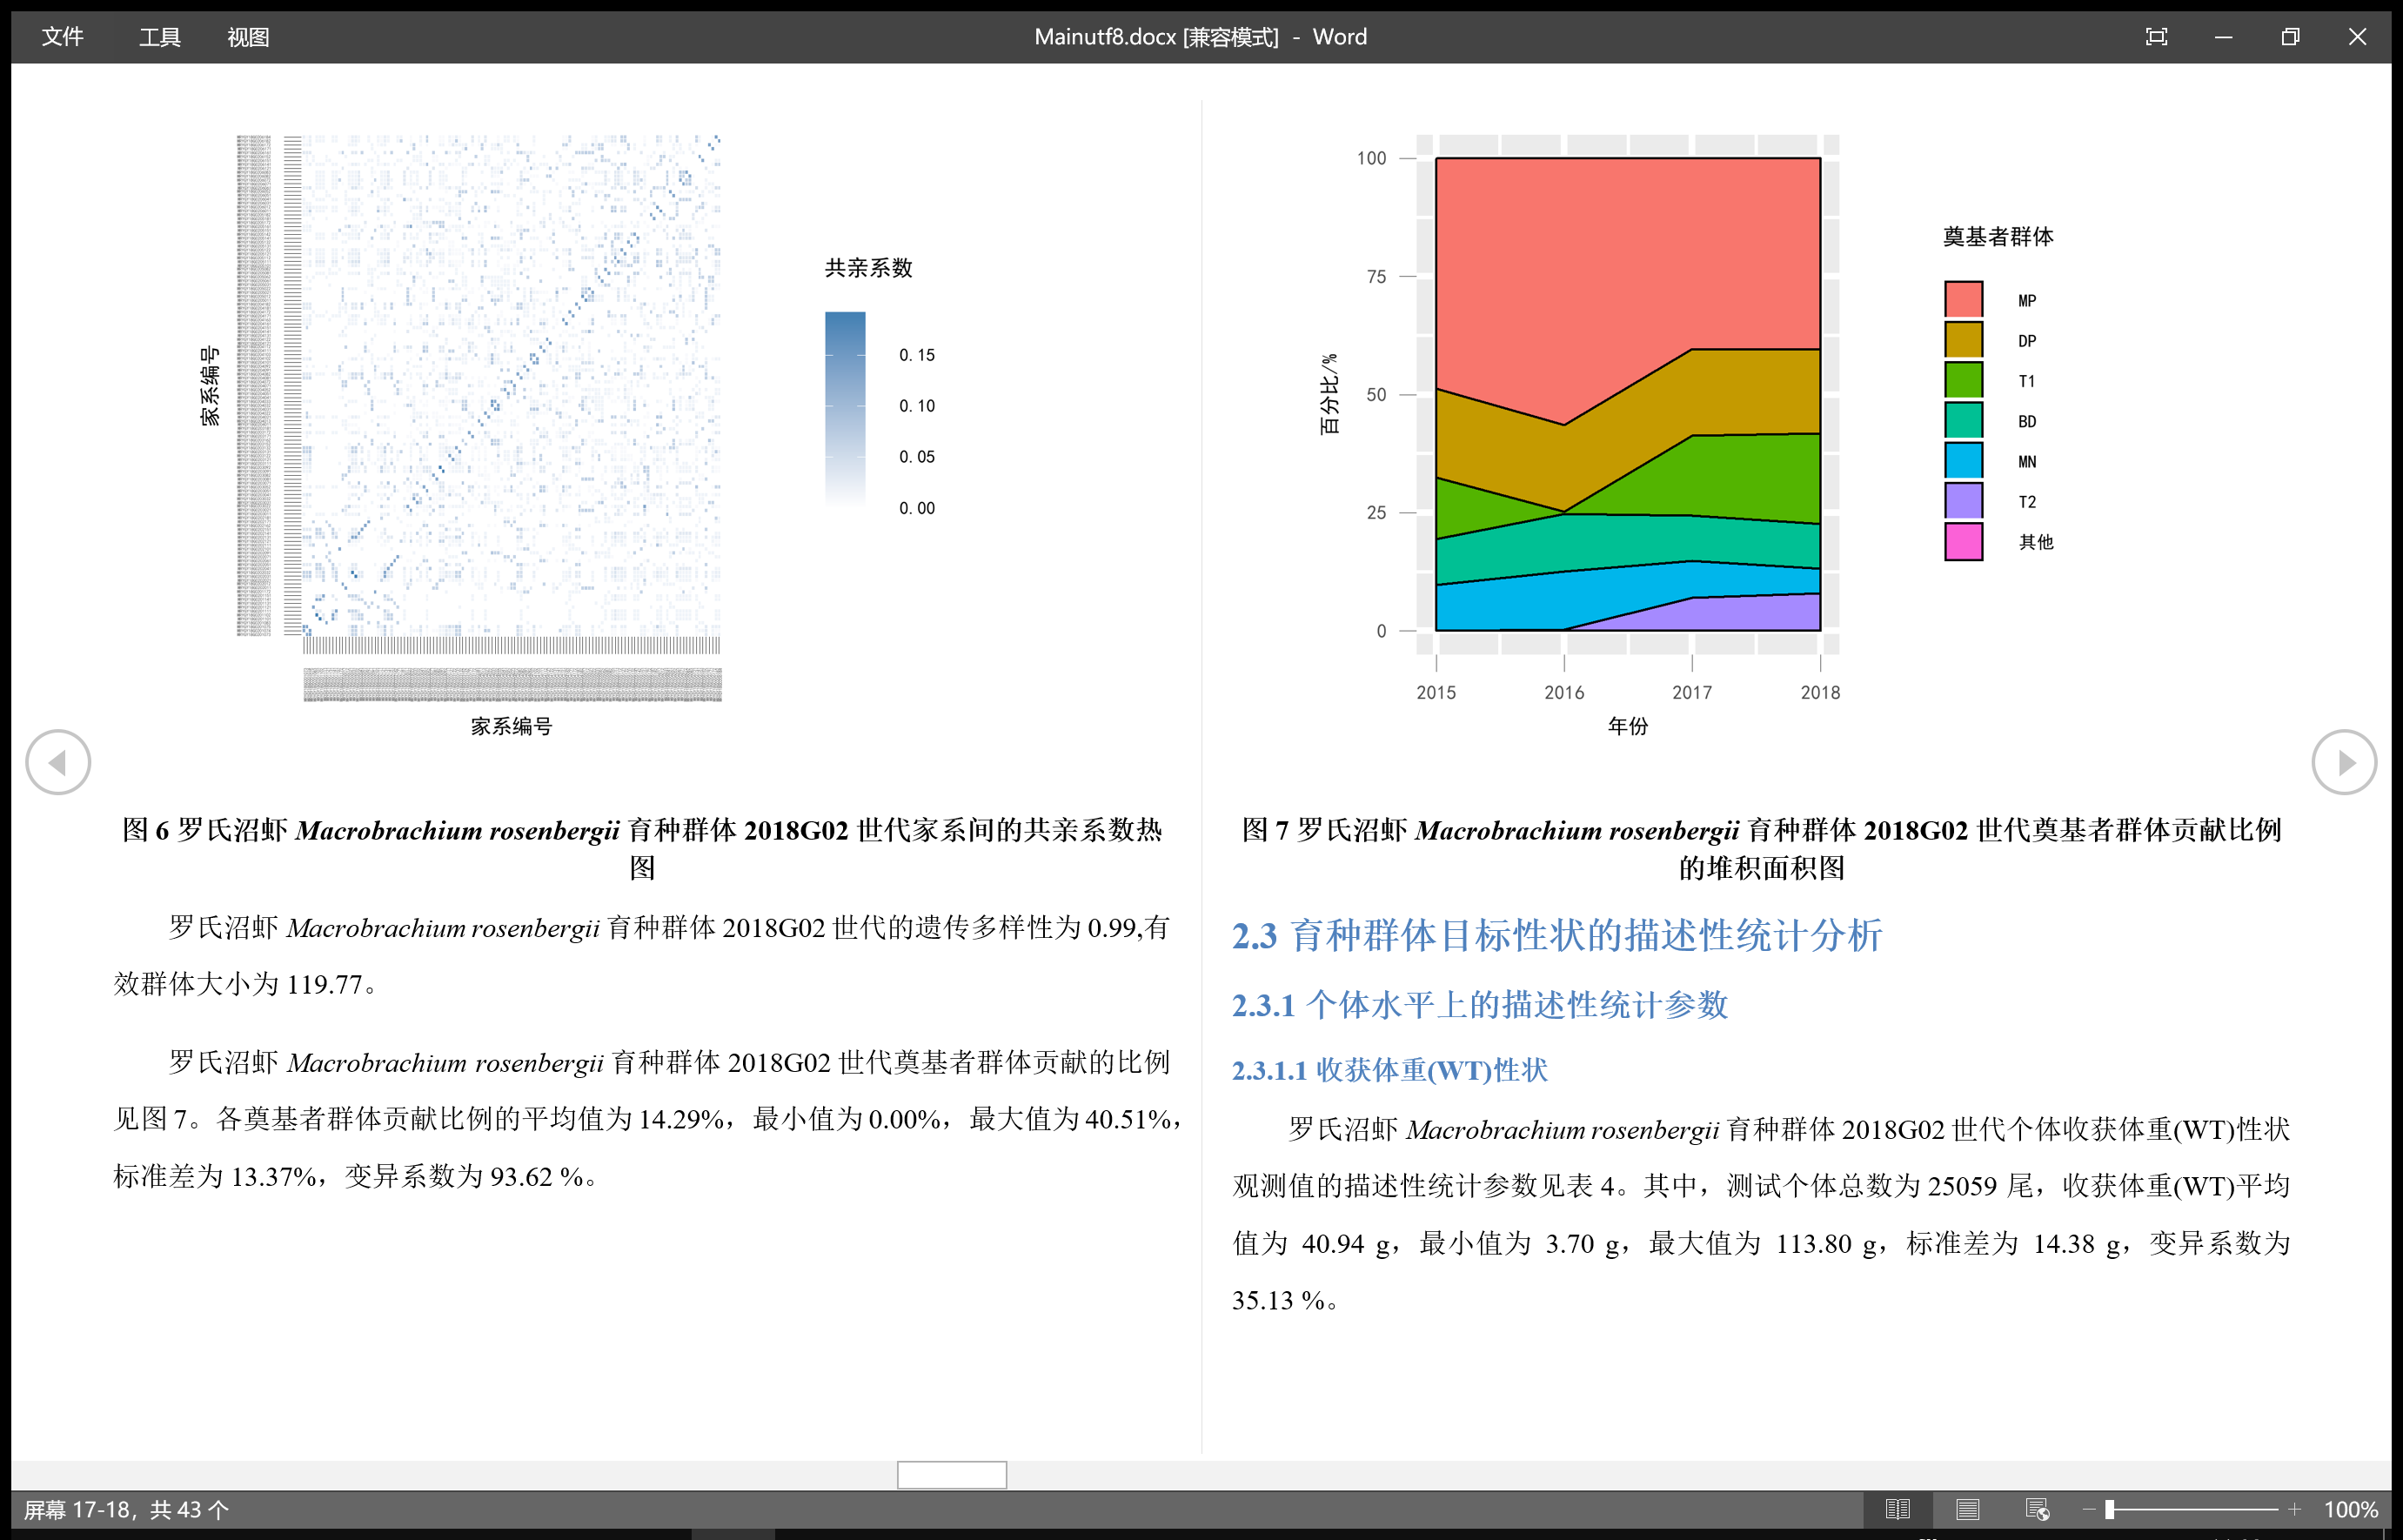 文件 工具 视图 Mainutf8.docx [兼容模式] - Word
家系编号
共亲系数
0.15
0.10
0.05
0.00
家系编号
图 6 罗氏沼虾 Macrobrachium rosenbergii 育种群体 2018G02 世代家系间的共亲系数热
图
罗氏沼虾 Macrobrachium rosenbergii 育种群体 2018G02 世代的遗传多样性为 0.99,有
效群体大小为 119.77。
罗氏沼虾 Macrobrachium rosenbergii 育种群体 2018G02 世代奠基者群体贡献的比例
见图 7。各奠基者群体贡献比例的平均值为 14.29%，最小值为 0.00%，最大值为 40.51%，
标准差为 13.37%，变异系数为 93.62 %。
百分比/%
100
75
50
25
0
2015 2016 2017 2018
年份
奠基者群体
MP
DP
T1
BD
MN
T2
其他
图 7 罗氏沼虾 Macrobrachium rosenbergii 育种群体 2018G02 世代奠基者群体贡献比例
的堆积面积图
2.3 育种群体目标性状的描述性统计分析
2.3.1 个体水平上的描述性统计参数
2.3.1.1 收获体重(WT)性状
罗氏沼虾 Macrobrachium rosenbergii 育种群体 2018G02 世代个体收获体重(WT)性状
观测值的描述性统计参数见表 4。其中，测试个体总数为 25059 尾，收获体重(WT)平均
值为 40.94 g，最小值为 3.70 g，最大值为 113.80 g，标准差为 14.38 g，变异系数为
35.13 %。
屏幕 17-18，共 43 个 100%